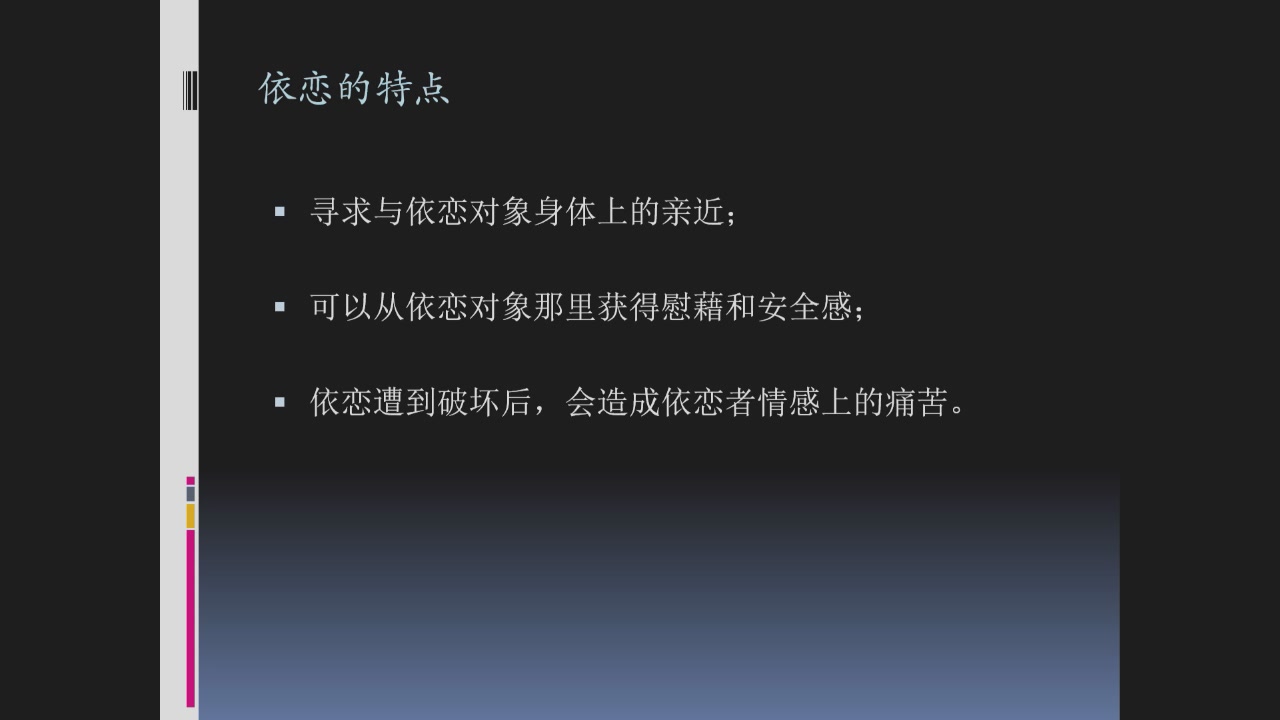 依恋的特点
寻求与依恋对象身体上的亲近；
可以从依恋对象那里获得慰藉和安全感；
依恋遭到破坏后，会造成依恋者情感上的痛苦。